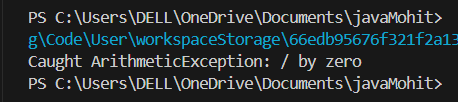 PS C:\Users\DELL\OneDrive\Documents\javaMohit>
g\Code\User\workspaceStorage\66edb95676f321f2a13
Caught ArithmeticException: / by zero
PS C:\Users\DELL\OneDrive\Documents\javaMohit>